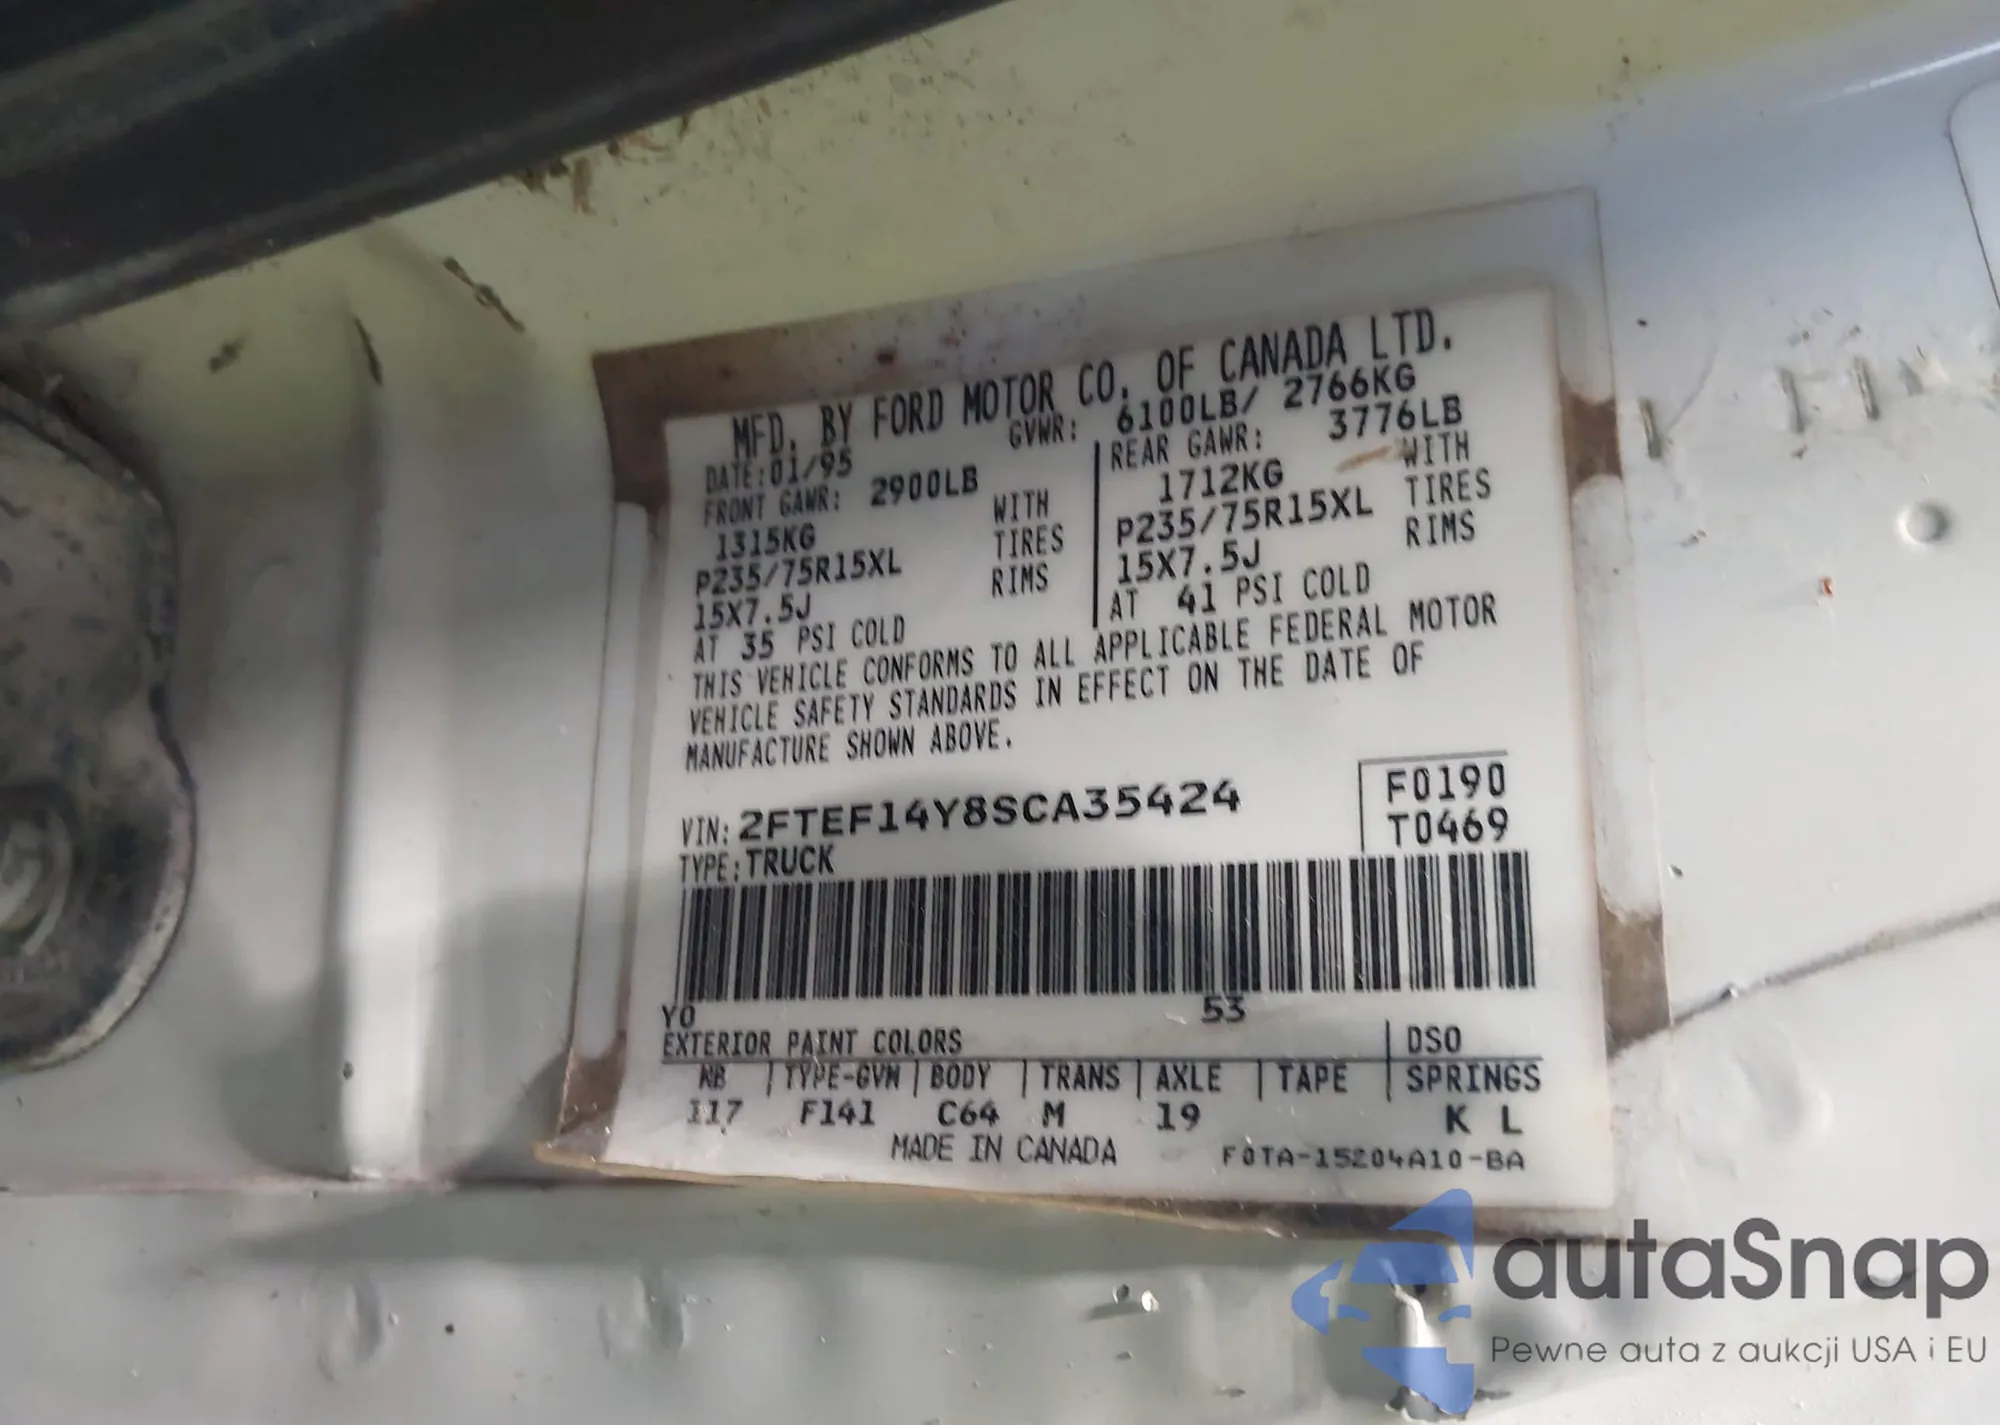 MFD. BY FORD MOTOR CO. OF CANADA LTD.
DATE:01/95 GVWR: 6100LB/ 2766KG
FRONT GAWR: 2900LB REAR GAWR: 3776LB
1315KG WITH 1712KG WITH
P235/75R15XL TIRES P235/75R15XL TIRES
15X7.5J RIMS 15X7.5J RIMS
AT 35 PSI COLD AT 41 PSI COLD
THIS VEHICLE CONFORMS TO ALL APPLICABLE FEDERAL MOTOR
VEHICLE SAFETY STANDARDS IN EFFECT ON THE DATE OF
MANUFACTURE SHOWN ABOVE.
F0190
VIN: 2FTEF14Y8SCA35424 T0469
TYPE: TRUCK
YO 53
EXTERIOR PAINT COLORS DSO
WB TYPE-GVW BODY TRANS AXLE TAPE SPRINGS
117 F141 C64 M 19 K L
MADE IN CANADA F0TA-15204A10-BA
autaSnap
Pewne auta z aukcji USA i EU